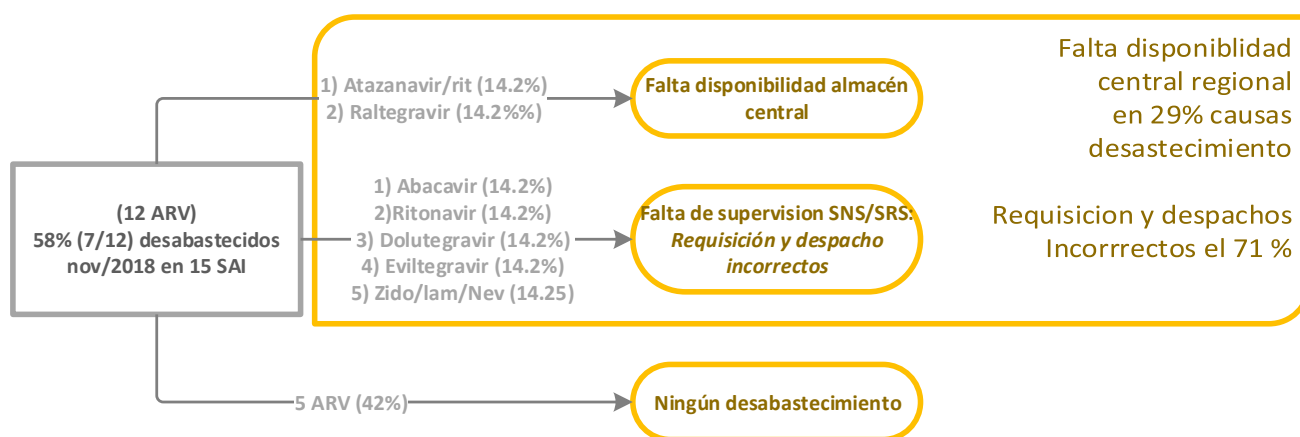 (12 ARV)
58% (7/12) desabastecidos
nov/2018 en 15 SAI
1) Atazanavir/rit (14.2%)
2) Raltegravir (14.2%%)
Falta disponibilidad almacén
central
1) Abacavir (14.2%)
2)Ritonavir (14.2%)
3) Dolutegravir (14.2%)
4) Eviltegravir (14.2%)
5) Zido/lam/Nev (14.25)
Falta de supervision SNS/SRS:
Requisición y despacho
incorrectos
Falta disponiblidad
central regional
en 29% causas
desastecimiento
Requisicion y despachos
Incorrrectos el 71 %
5 ARV (42%)
Ningún desabastecimiento